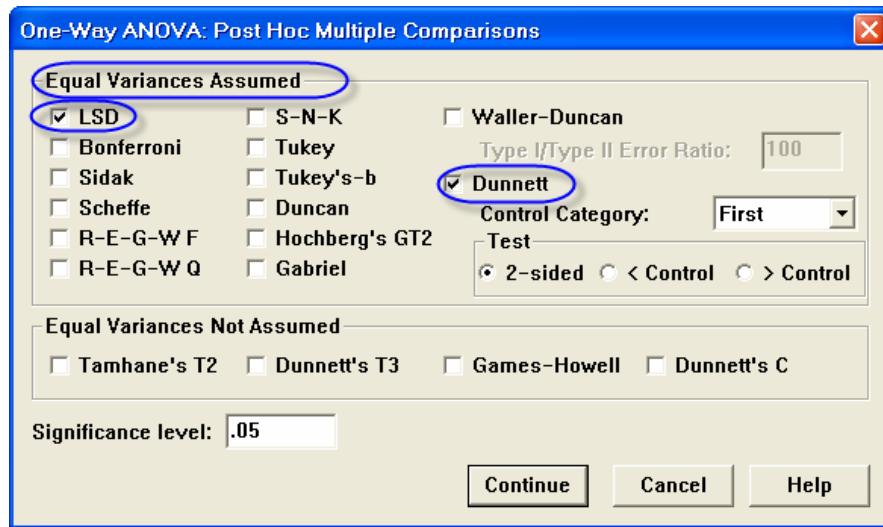 One-Way ANOVA: Post Hoc Multiple Comparisons
Equal Variances Assumed
LSD S-N-K Waller-Duncan
Bonferroni Tukey Type I/Type II Error Ratio: 100
Sidak Tukey's-b Dunnett
Scheffe Duncan Control Category: First
R-E-G-W F Hochberg's GT2 Test
R-E-G-W Q Gabriel 2-sided < Control > Control
Equal Variances Not Assumed
Tamhane's T2 Dunnett's T3 Games-Howell Dunnett's C
Significance level: .05
Continue Cancel Help